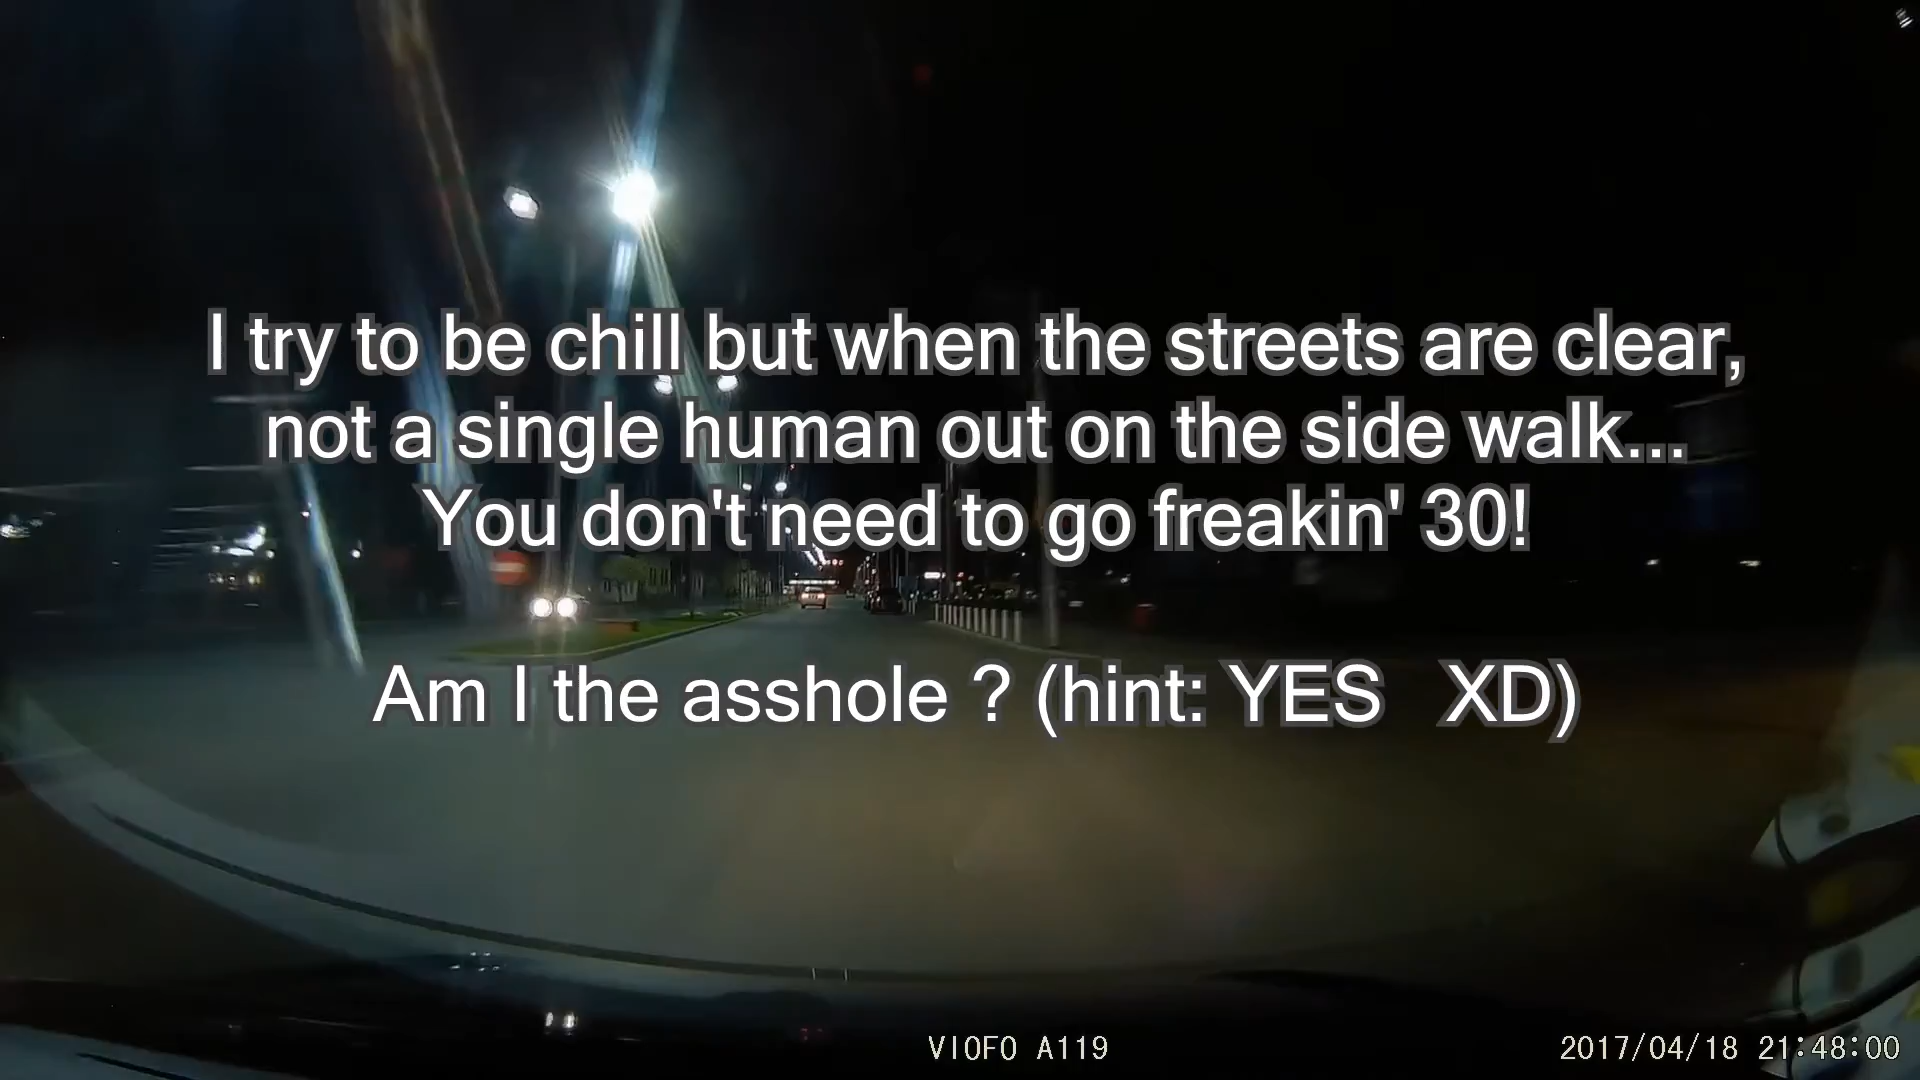 I try to be chill but when the streets are clear,
not a single human out on the side walk...
You don't need to go freakin' 30!
Am I the asshole ? (hint: YES   XD)
VIOFO A119
2017/04/18 21:48:00